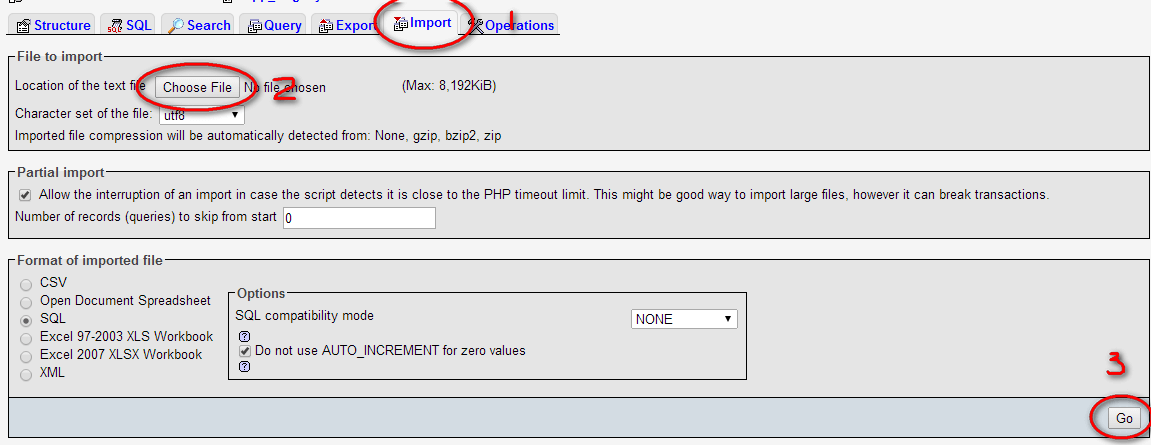 Structure SQL Search Query Export Import Operations 1
File to import
Location of the text file Choose File No file chosen 2 (Max: 8,192KiB)
Character set of the file: utf8
Imported file compression will be automatically detected from: None, gzip, bzip2, zip
Partial import
Allow the interruption of an import in case the script detects it is close to the PHP timeout limit. This might be good way to import large files, however it can break transactions.
Number of records (queries) to skip from start 0
Format of imported file
CSV
Open Document Spreadsheet
SQL
Excel 97-2003 XLS Workbook
Excel 2007 XLSX Workbook
XML
Options
SQL compatibility mode NONE
?
Do not use AUTO_INCREMENT for zero values
?
3
Go